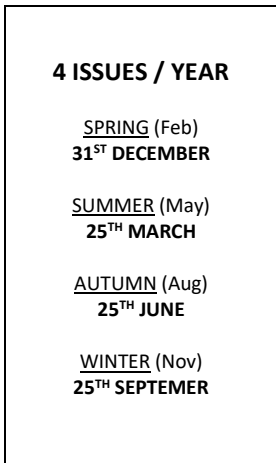 4 ISSUES / YEAR
SPRING (Feb)
31ST DECEMBER
SUMMER (May)
25TH MARCH
AUTUMN (Aug)
25TH JUNE
WINTER (Nov)
25TH SEPTEMER